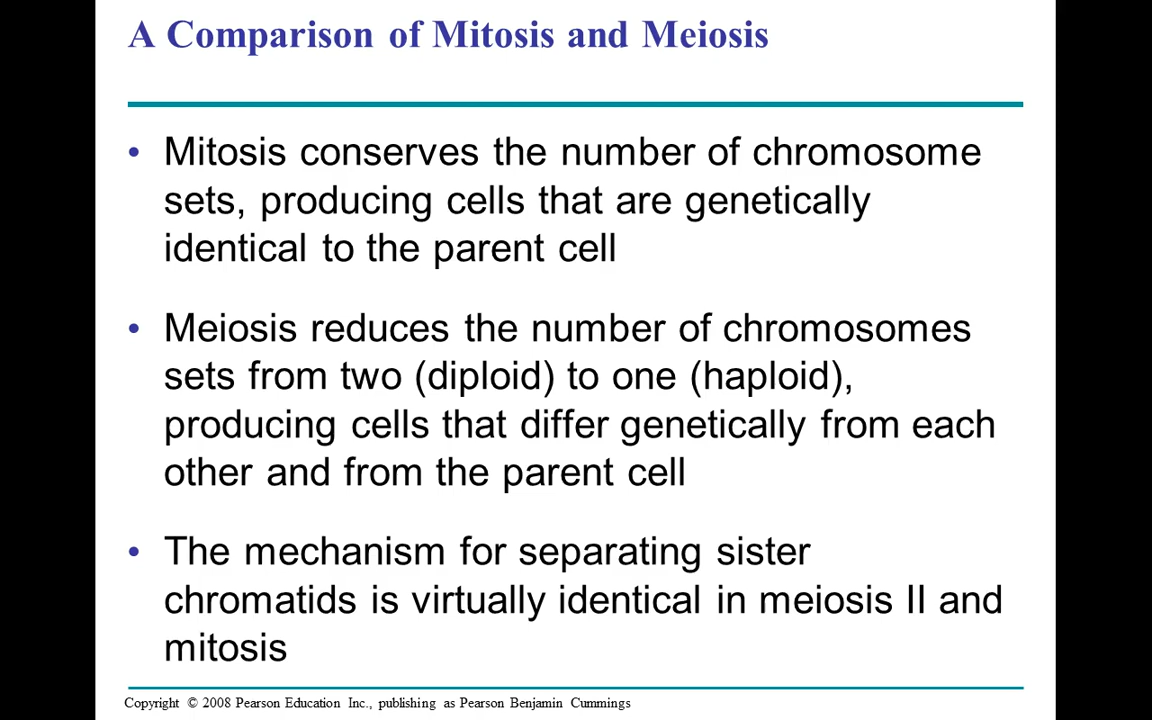 A Comparison of Mitosis and Meiosis
• Mitosis conserves the number of chromosome
sets, producing cells that are genetically
identical to the parent cell
• Meiosis reduces the number of chromosomes
sets from two (diploid) to one (haploid),
producing cells that differ genetically from each
other and from the parent cell
• The mechanism for separating sister
chromatids is virtually identical in meiosis II and
mitosis
Copyright © 2008 Pearson Education Inc., publishing as Pearson Benjamin Cummings